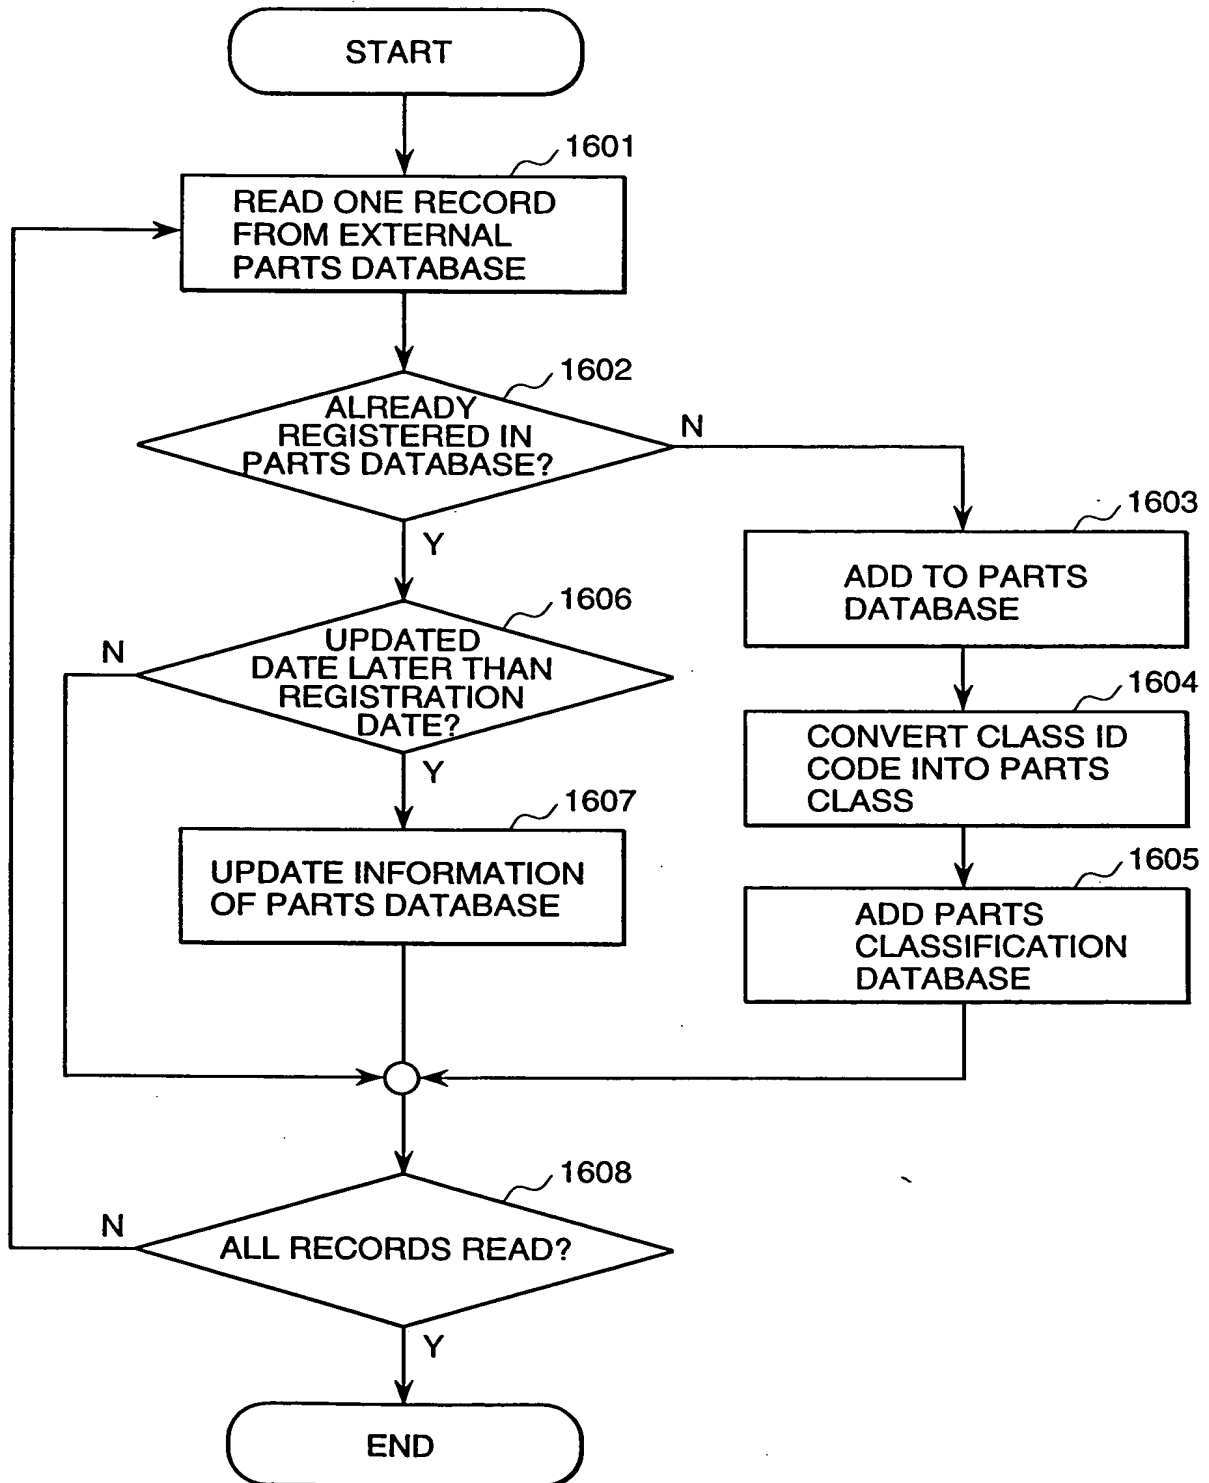 START
1601
READ ONE RECORD
FROM EXTERNAL
PARTS DATABASE
1602
ALREADY
REGISTERED IN
PARTS DATABASE?
N
Y
1603
ADD TO PARTS
DATABASE
1606
UPDATED
DATE LATER THAN
REGISTRATION
DATE?
N
Y
1604
CONVERT CLASS ID
CODE INTO PARTS
CLASS
1607
UPDATE INFORMATION
OF PARTS DATABASE
1605
ADD PARTS
CLASSIFICATION
DATABASE
1608
ALL RECORDS READ?
N
Y
END